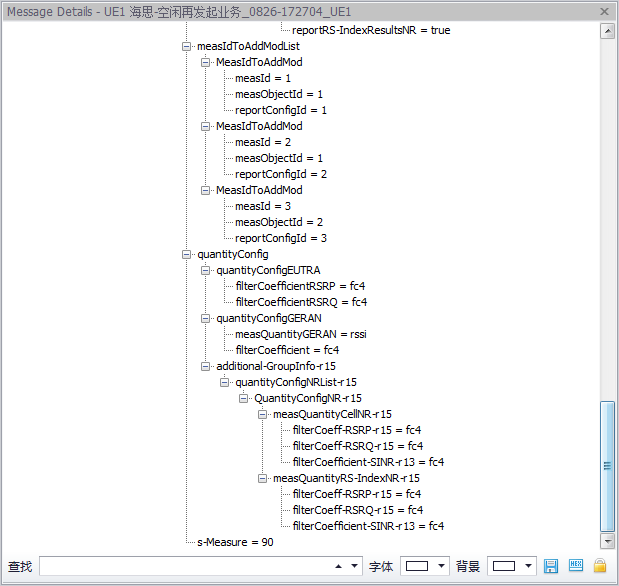 Message Details - UE1 海思-空闲再发起业务_0826-172704_UE1
reportRS-IndexResultsNR = true
measIdToAddModList
MeasIdToAddMod
measId = 1
measObjectId = 1
reportConfigId = 1
MeasIdToAddMod
measId = 2
measObjectId = 1
reportConfigId = 2
MeasIdToAddMod
measId = 3
measObjectId = 2
reportConfigId = 3
quantityConfig
quantityConfigEUTRA
filterCoefficientRSRP = fc4
filterCoefficientRSRQ = fc4
quantityConfigGERAN
measQuantityGERAN = rssi
filterCoefficient = fc4
additional-GroupInfo-r15
quantityConfigNRList-r15
QuantityConfigNR-r15
measQuantityCellNR-r15
filterCoeff-RSRP-r15 = fc4
filterCoeff-RSRQ-r15 = fc4
filterCoefficient-SINR-r13 = fc4
measQuantityRS-IndexNR-r15
filterCoeff-RSRP-r15 = fc4
filterCoeff-RSRQ-r15 = fc4
filterCoefficient-SINR-r13 = fc4
s-Measure = 90
查找 字体 背景 HEX